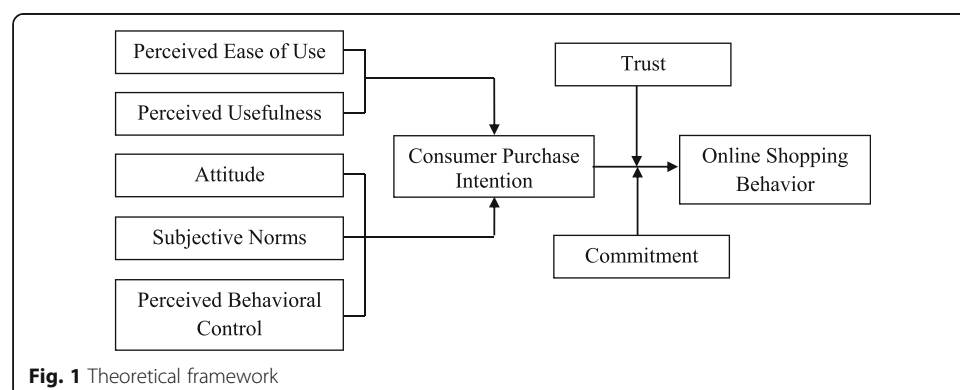 Perceived Ease of Use
Perceived Usefulness
Attitude
Subjective Norms
Perceived Behavioral
Control
Consumer Purchase
Intention
Trust
Commitment
Online Shopping
Behavior
Fig. 1 Theoretical framework